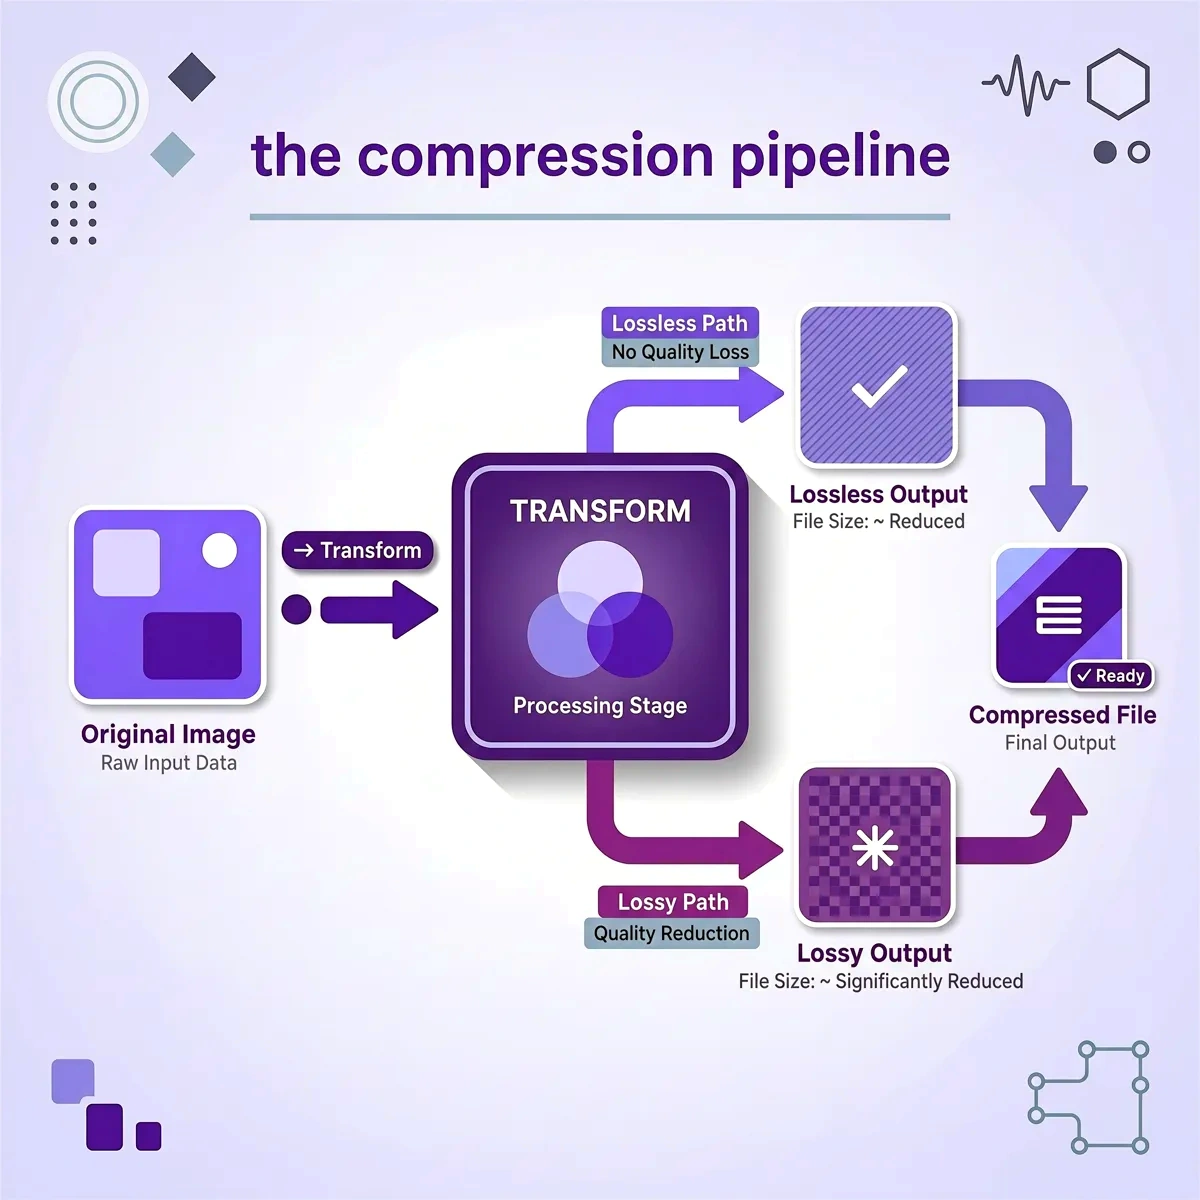 the compression pipeline
Lossless Path
No Quality Loss
Lossless Output
File Size: ~ Reduced
→ Transform
TRANSFORM
Processing Stage
Original Image
Raw Input Data
✓ Ready
Compressed File
Final Output
Lossy Path
Quality Reduction
Lossy Output
File Size: ~ Significantly Reduced